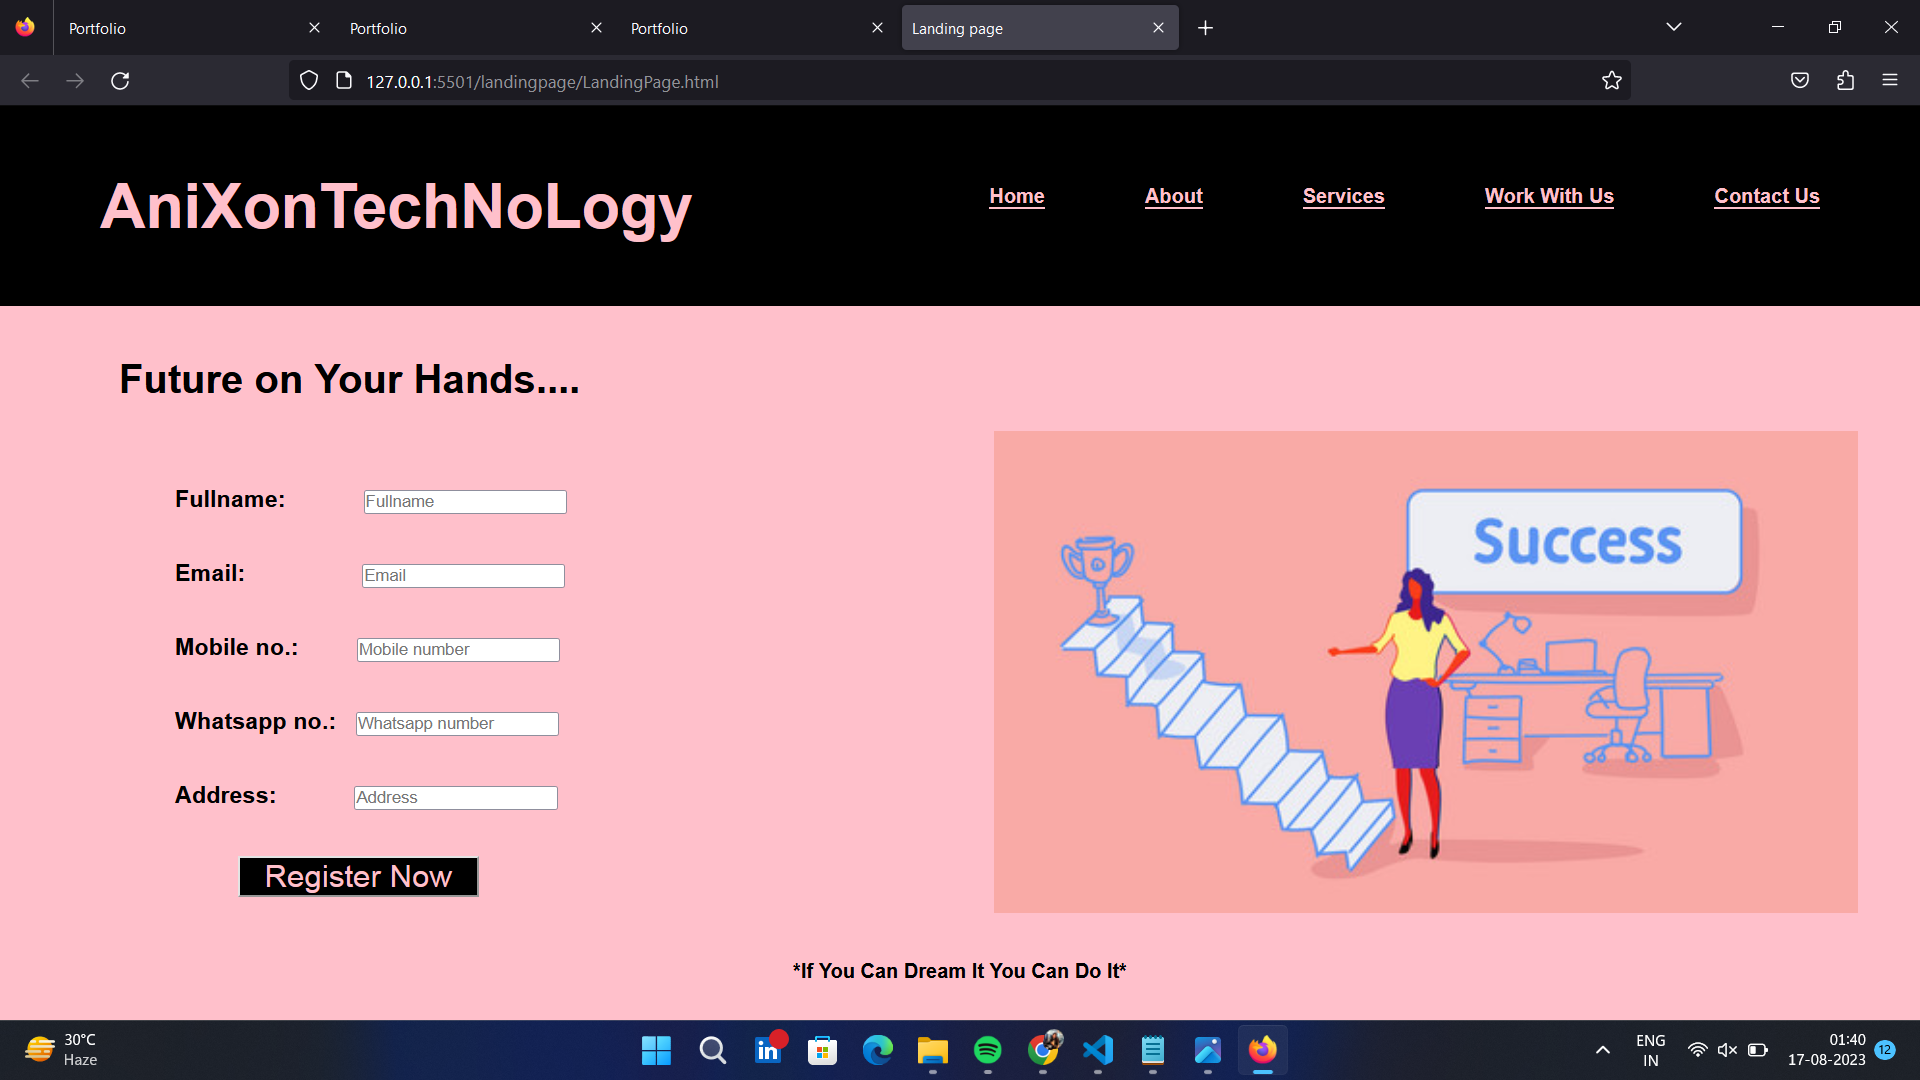 Portfolio
Portfolio
Portfolio
Landing page
127.0.0.1:5501/landingpage/LandingPage.html
AniXonTechNoLogy
Home
About
Services
Work With Us
Contact Us
Future on Your Hands....
Fullname:
Fullname
Email:
Email
Mobile no.:
Mobile number
Whatsapp no.:
Whatsapp number
Address:
Address
Register Now
Success
*If You Can Dream It You Can Do It*
30°C
Haze
ENG
IN
01:40
17-08-2023
12